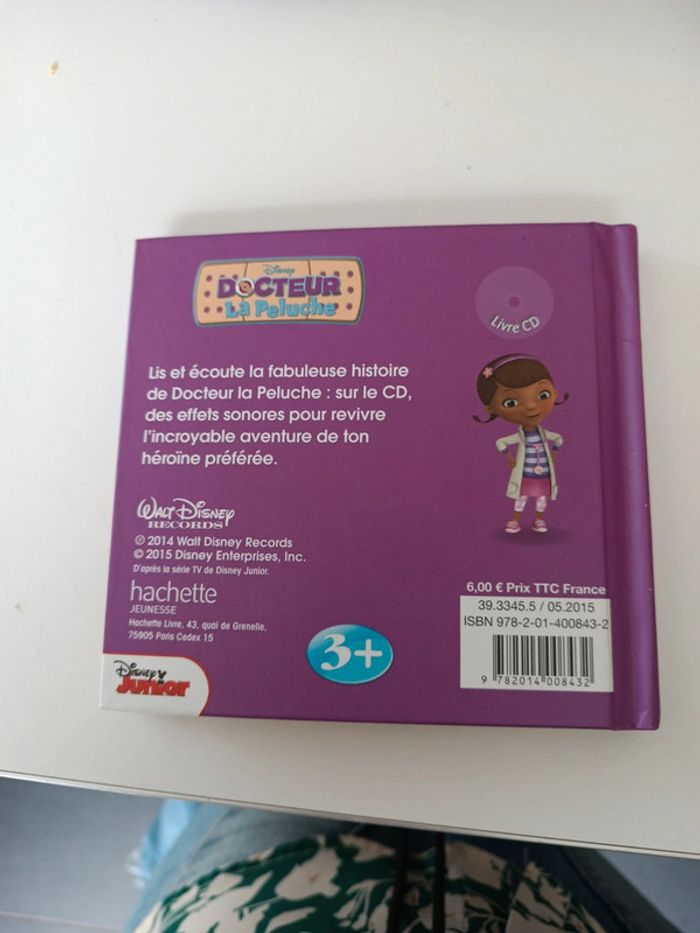 Disney
DOCTEUR
La Peluche
Livre CD
Lis et écoute la fabuleuse histoire
de Docteur la Peluche : sur le CD,
des effets sonores pour revivre
l'incroyable aventure de ton
héroïne préférée.
Walt Disney
RECORDS
℗ 2014 Walt Disney Records
© 2015 Disney Enterprises, Inc.
D'après la série TV de Disney Junior.
hachette
JEUNESSE
Hachette Livre, 43, quai de Grenelle,
75905 Paris Cedex 15
3+
Disney
Junior
6,00 € Prix TTC France
39.3345.5 / 05.2015
ISBN 978-2-01-400843-2
9 782014 008432